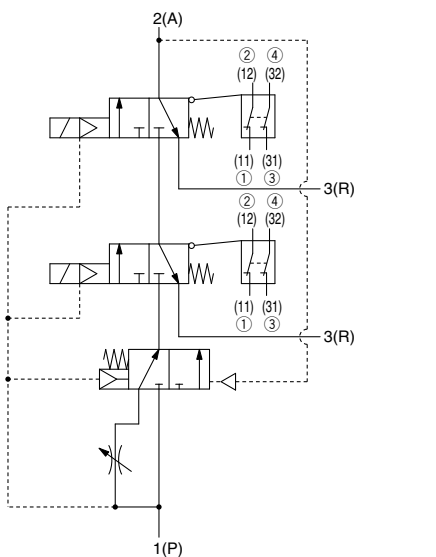 2(A)
② ④
(12) (32)
(11) (31)
① ③
3(R)
② ④
(12) (32)
(11) (31)
① ③
3(R)
1(P)